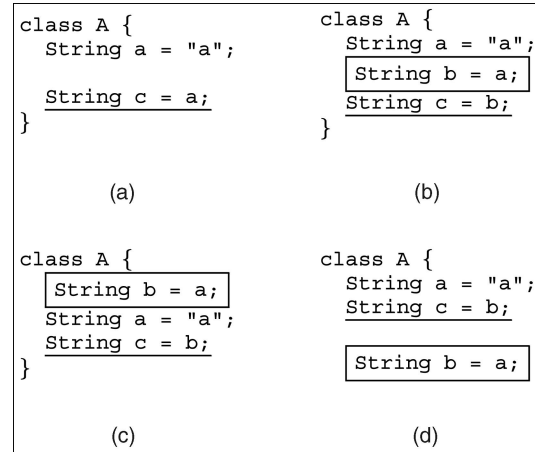 class A {
String a = "a";
String c = a;
}
(a)
class A {
String a = "a";
String b = a;
String c = b;
}
(b)
class A {
String b = a;
String a = "a";
String c = b;
}
(c)
class A {
String a = "a";
String c = b;
String b = a;
(d)